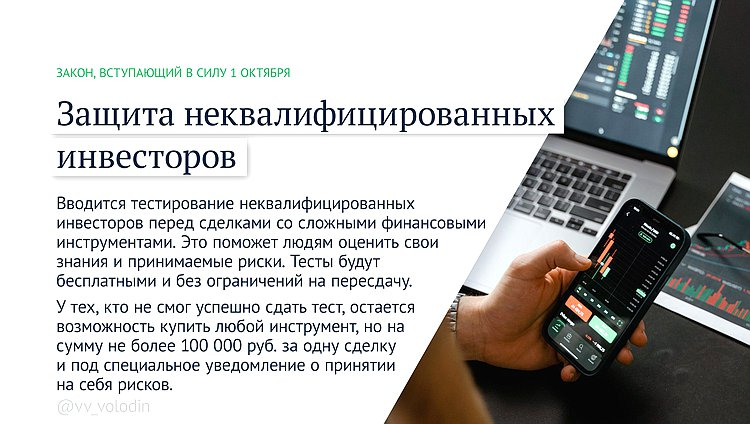 ЗАКОН, ВСТУПАЮЩИЙ В СИЛУ 1 ОКТЯБРЯ
Защита неквалифицированных
инвесторов
Вводится тестирование неквалифицированных
инвесторов перед сделками со сложными финансовыми
инструментами. Это поможет людям оценить свои
знания и принимаемые риски. Тесты будут
бесплатными и без ограничений на пересдачу.
У тех, кто не смог успешно сдать тест, остается
возможность купить любой инструмент, но на
сумму не более 100 000 руб. за одну сделку
и под специальное уведомление о принятии
на себя рисков.
@vv_volodin